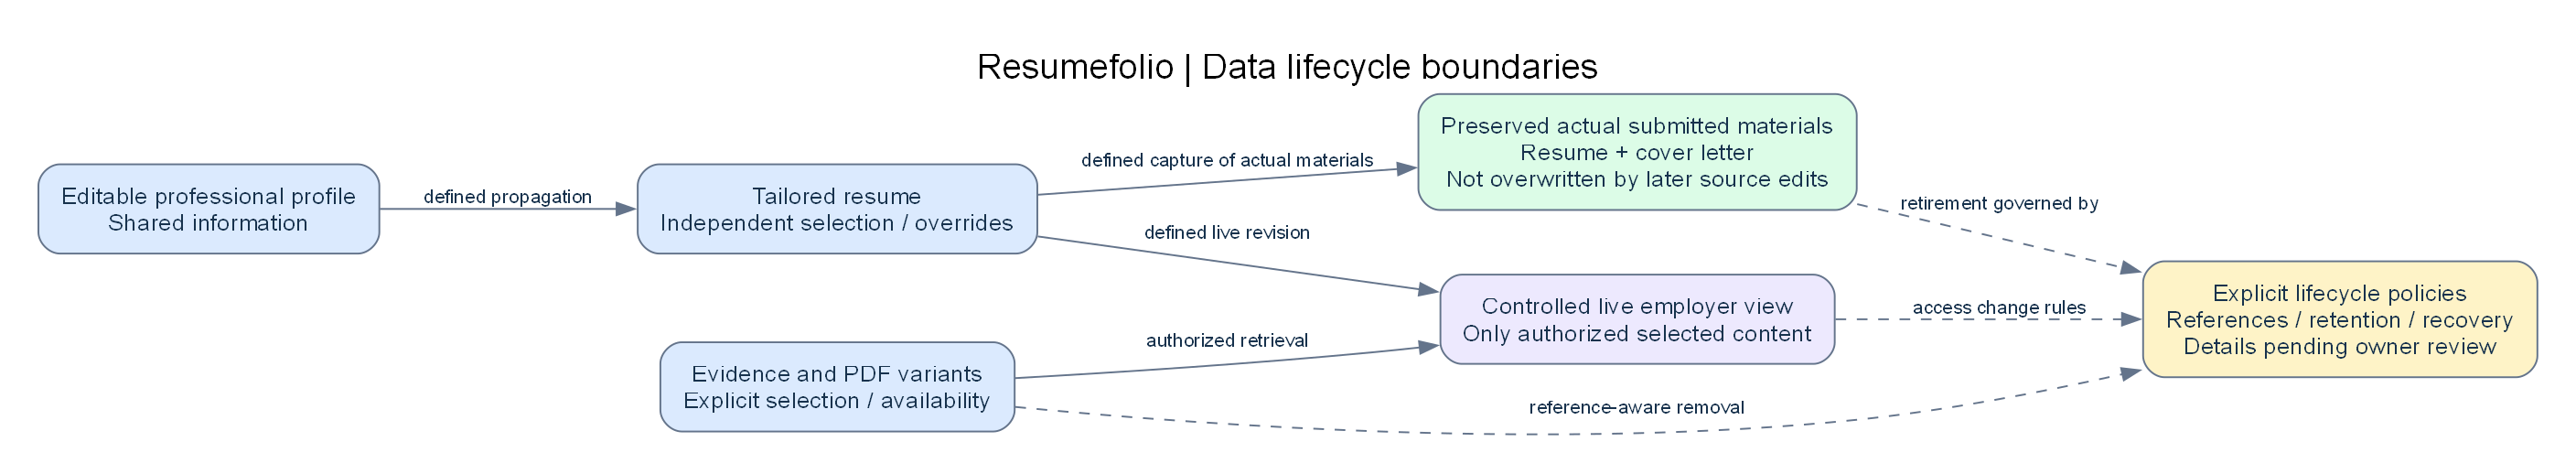 Resumefolio | Data lifecycle boundaries
Editable professional profile
Shared information
defined propagation
Tailored resume
Independent selection / overrides
defined capture of actual materials
Preserved actual submitted materials
Resume + cover letter
Not overwritten by later source edits
defined live revision
Evidence and PDF variants
Explicit selection / availability
authorized retrieval
Controlled live employer view
Only authorized selected content
retirement governed by
access change rules
reference-aware removal
Explicit lifecycle policies
References / retention / recovery
Details pending owner review